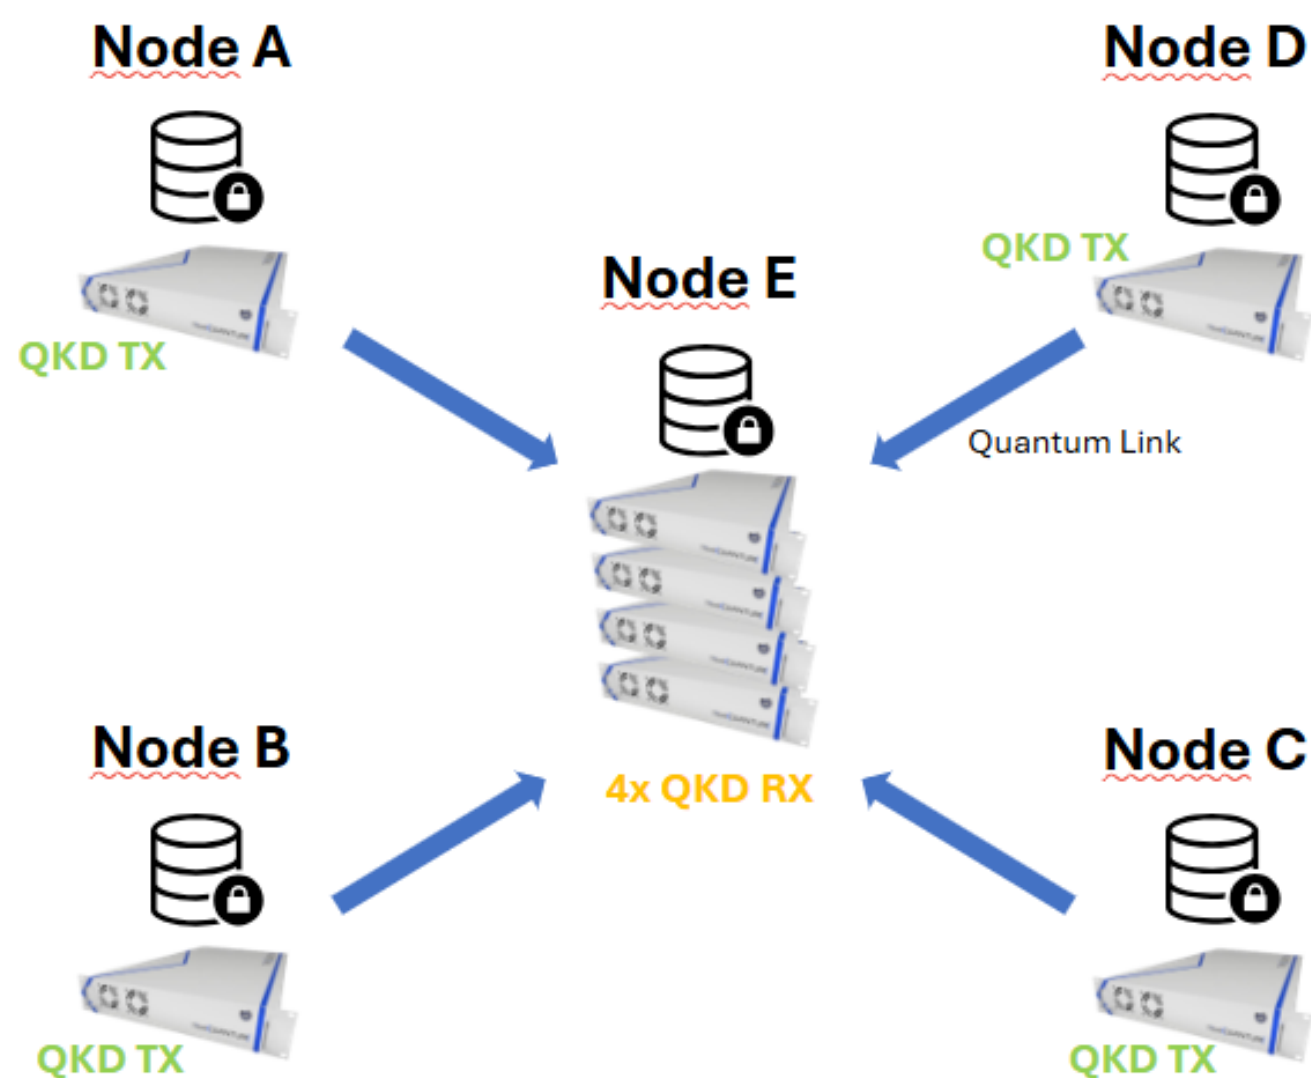 Node A
Node D
QKD TX
Node E
QKD TX
Quantum Link
Node B
Node C
4x QKD RX
QKD TX
QKD TX